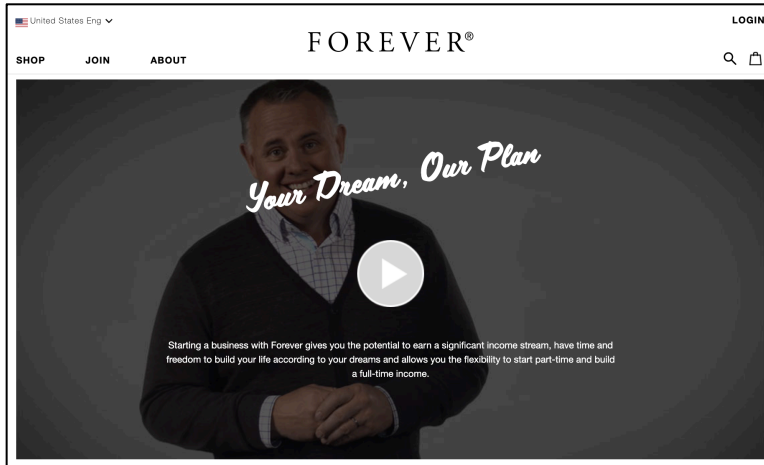 United States Eng
LOGIN
FOREVER®
SHOP JOIN ABOUT
Your Dream, Our Plan
Starting a business with Forever gives you the potential to earn a significant income stream, have time and
freedom to build your life according to your dreams and allows you the flexibility to start part-time and build
a full-time income.